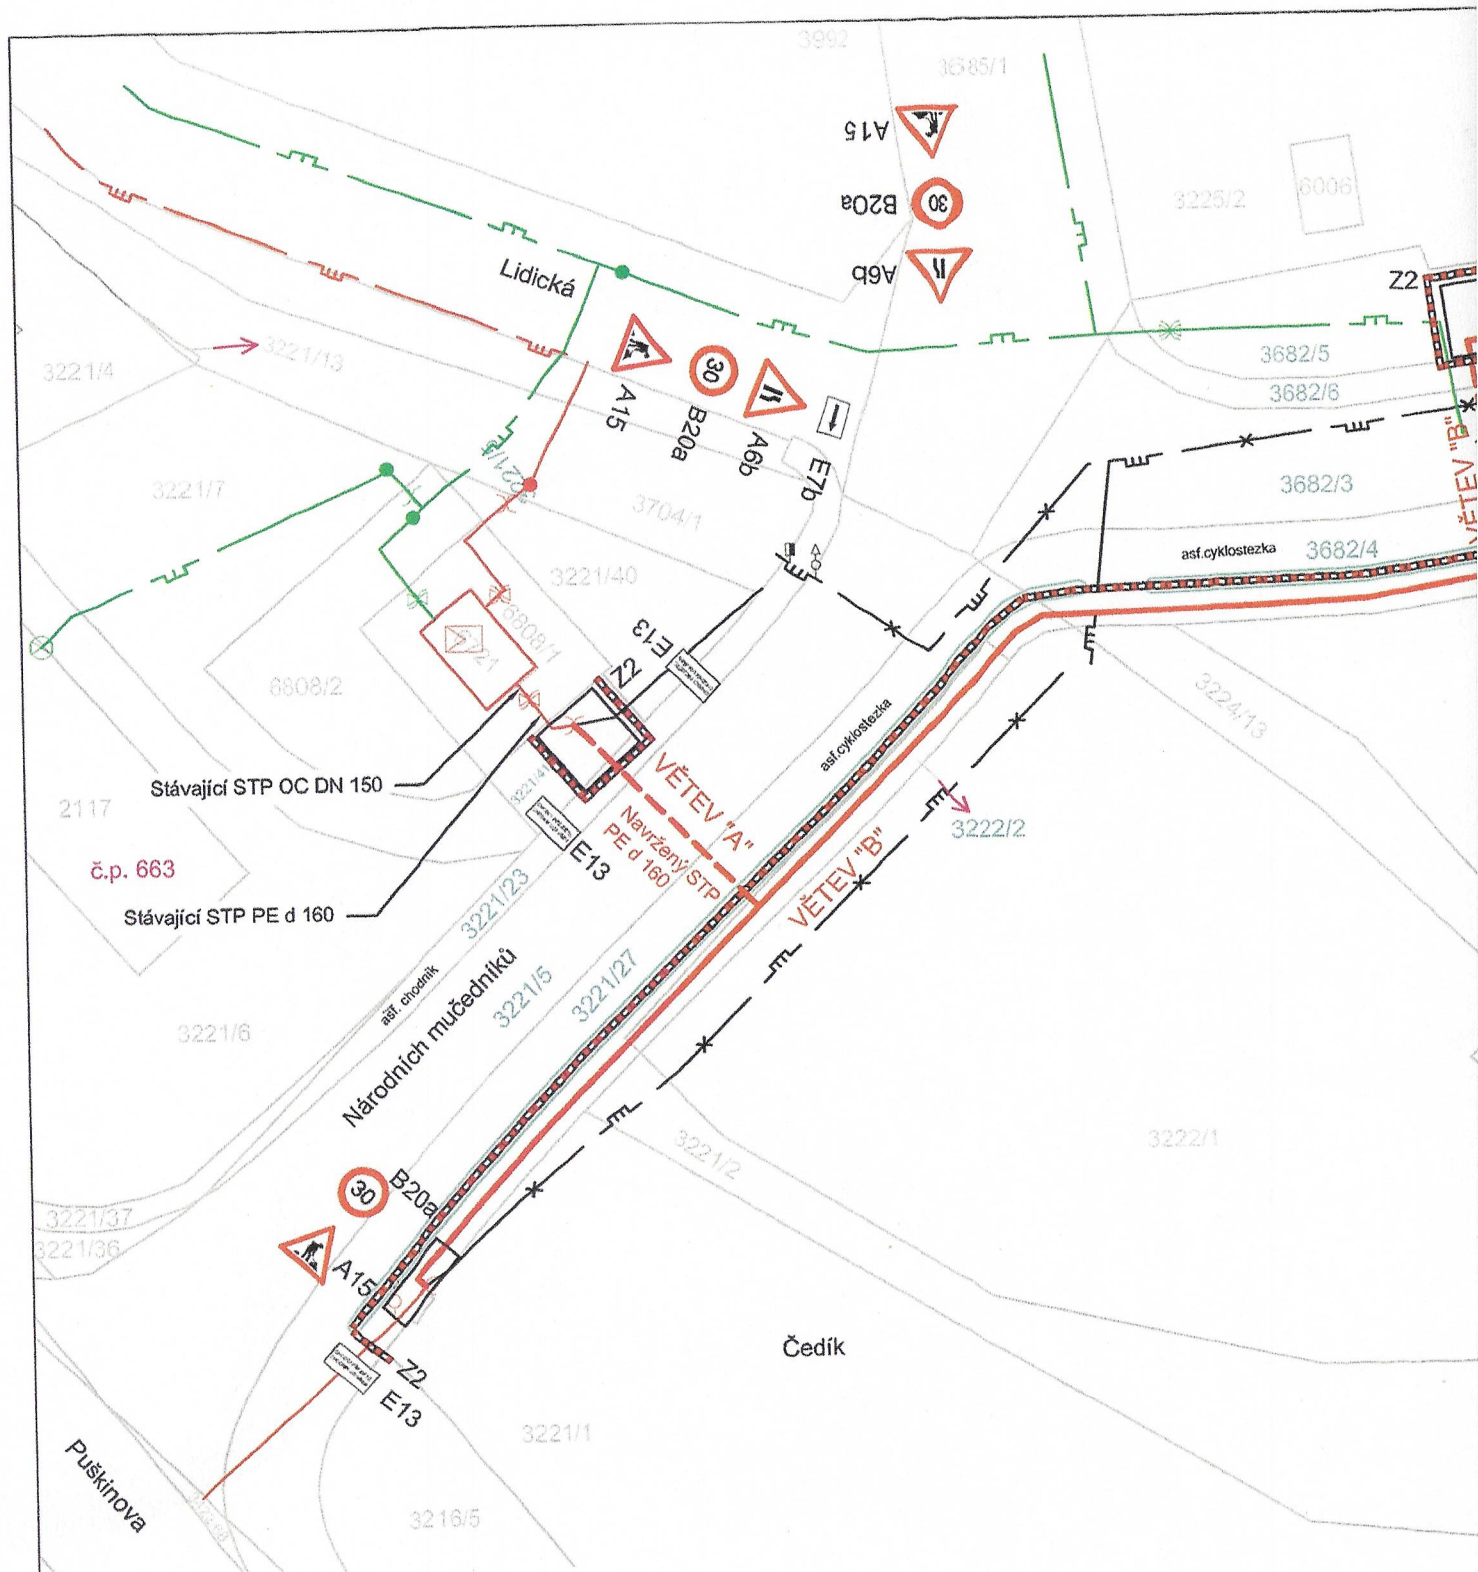 3992
3685/1
A15
30
B20a
A6b
3225/2
6006
Z2
Lidická
3221/13
3221/4
A15
30
B20a
A6b
E7b
3682/5
3682/6
VĚTEV "B"
3682/3
asf.cyklostezka
3682/4
3221/7
3704/1
3221/40
6808/1
6808/2
E13
Z2
3224/13
asf.cyklostezka
Stávající STP OC DN 150
3221/41
VĚTEV "A"
Navržený STP
PE d 160
2117
č.p. 663
E13
Stávající STP PE d 160
3222/2
VĚTEV "B"
3221/23
asf. chodník
Národních mučedníků
3221/5
3221/27
3221/6
3222/1
3221/2
30
B20a
A15
3221/37
3221/36
Z2
E13
Čedík
Puškinova
3221/1
3216/5